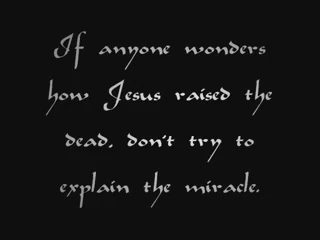 If anyone wonders
how Jesus raised the
dead, don't try to
explain the miracle.